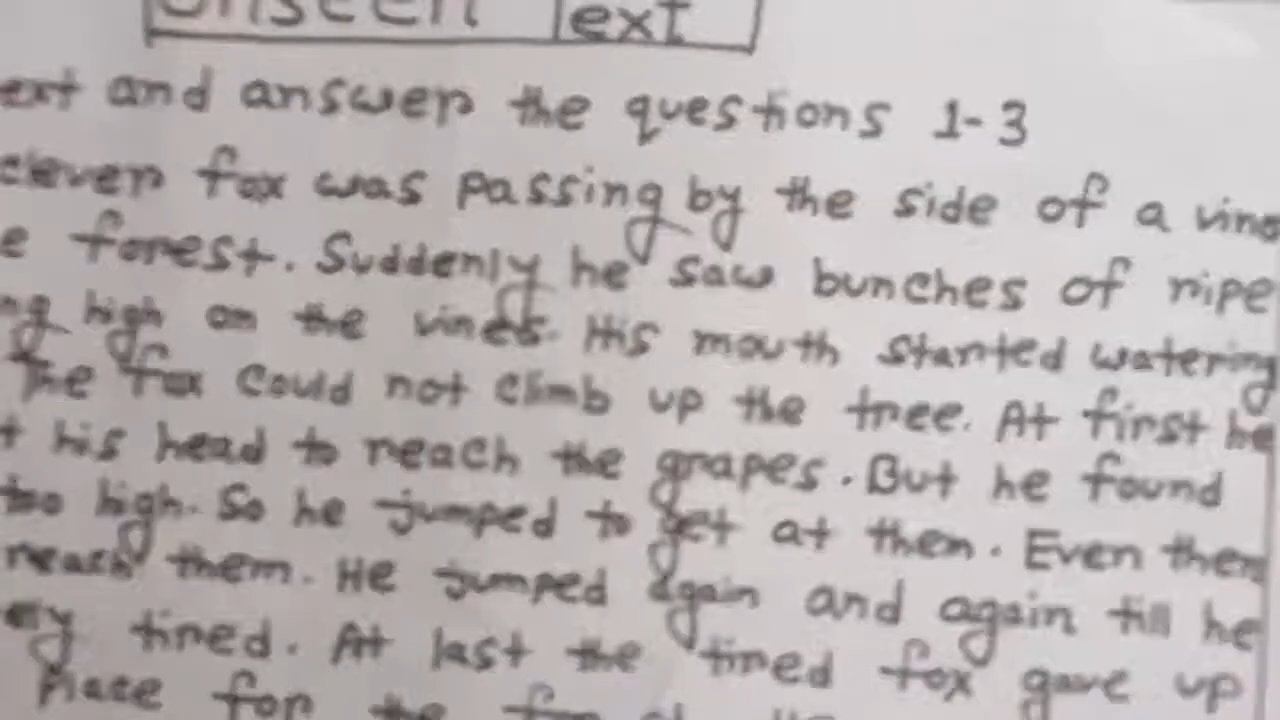 Unseen Text
ext and answer the questions 1-3
clever fox was passing by the side of a vine
e forest. Suddenly he saw bunches of ripe
ng high on the vines. His mouth started watering
The fox could not climb up the tree. At first he
t his head to reach the grapes. But he found
too high. So he jumped to get at them. Even then
reach them. He jumped again and again till he
ery tired. At last the tired fox gave up
place for the